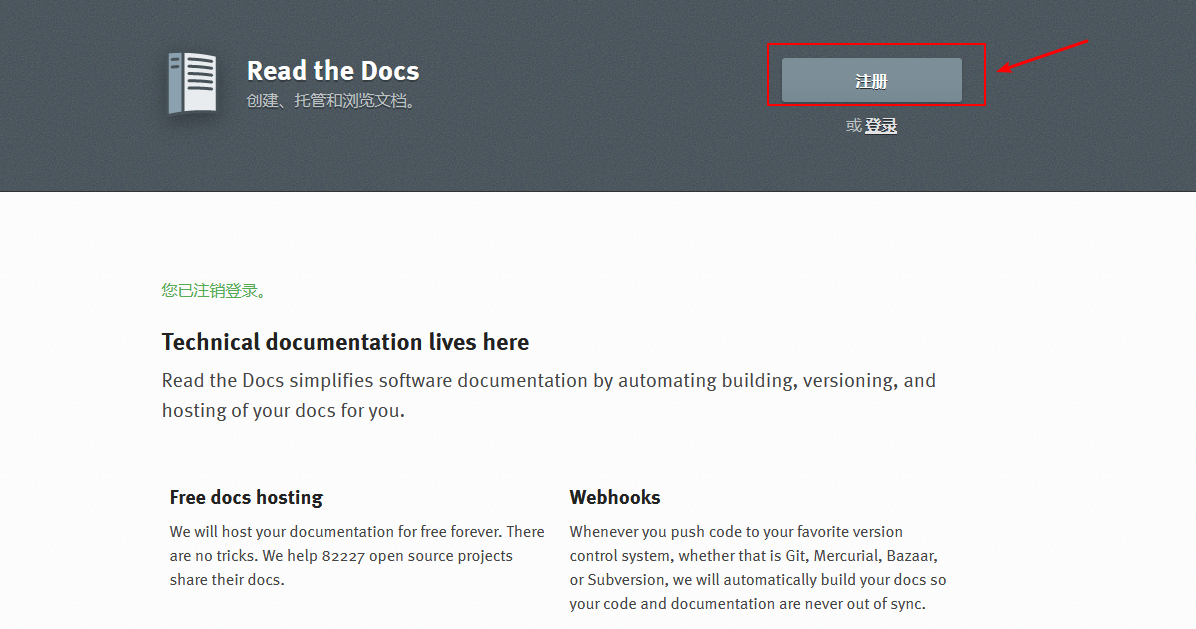 Read the Docs
创建、托管和浏览文档。
注册
或 登录
您已注销登录。
Technical documentation lives here
Read the Docs simplifies software documentation by automating building, versioning, and
hosting of your docs for you.
Free docs hosting
We will host your documentation for free forever. There
are no tricks. We help 82227 open source projects
share their docs.
Webhooks
Whenever you push code to your favorite version
control system, whether that is Git, Mercurial, Bazaar,
or Subversion, we will automatically build your docs so
your code and documentation are never out of sync.